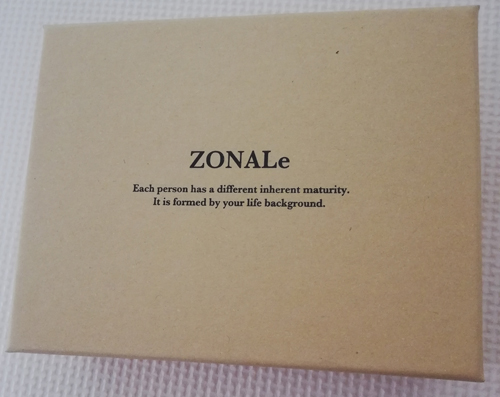 ZONALe
Each person has a different inherent maturity.
It is formed by your life background.